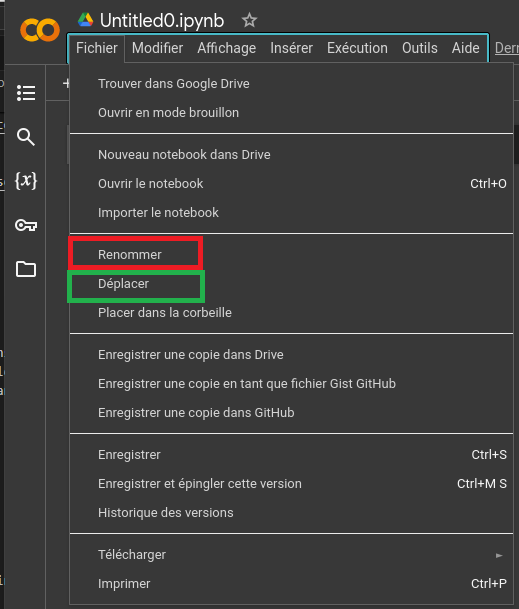 Untitled0.ipynb
Fichier Modifier Affichage Insérer Exécution Outils Aide Dern
Trouver dans Google Drive
Ouvrir en mode brouillon
Nouveau notebook dans Drive
Ouvrir le notebook Ctrl+O
Importer le notebook
{x}
Renommer
Déplacer
Placer dans la corbeille
Enregistrer une copie dans Drive
Enregistrer une copie en tant que fichier Gist GitHub
Enregistrer une copie dans GitHub
Enregistrer Ctrl+S
Enregistrer et épingler cette version Ctrl+M S
Historique des versions
Télécharger ►
Imprimer Ctrl+P